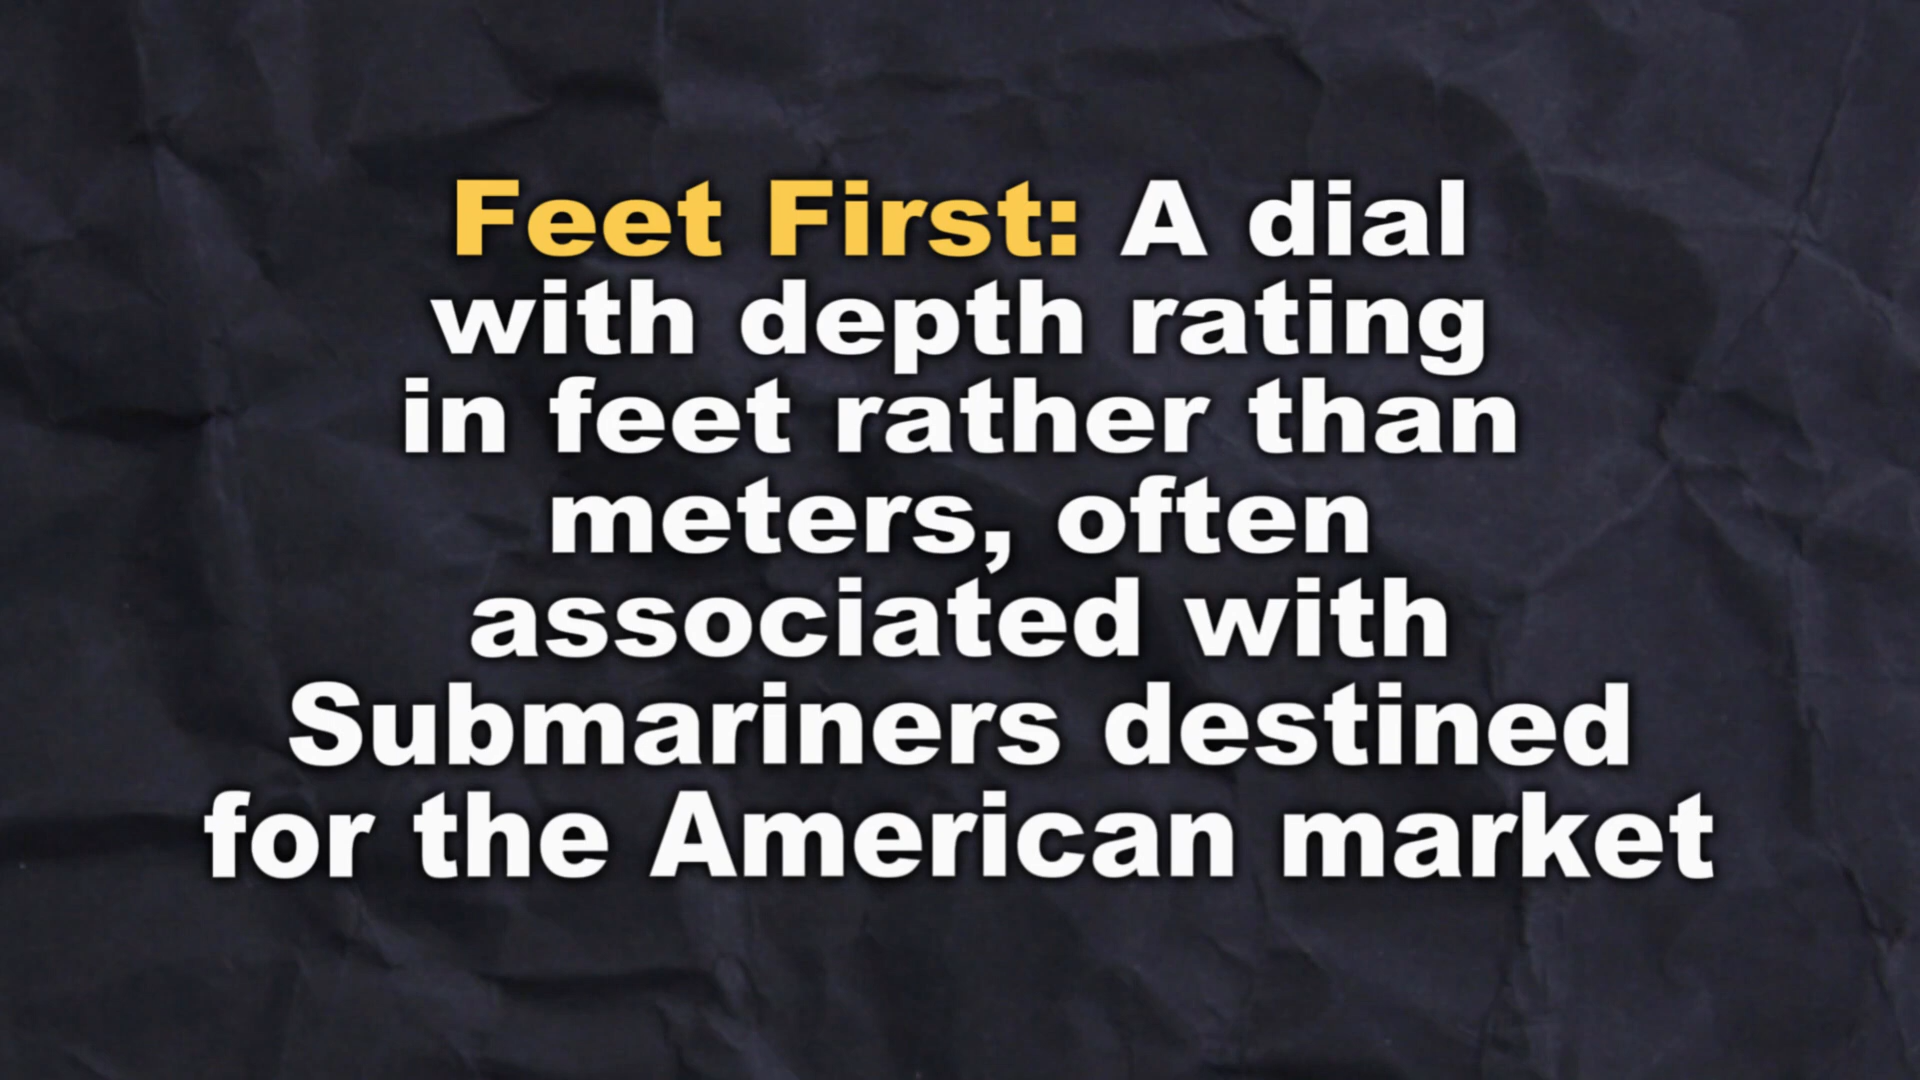 Feet First: A dial
with depth rating
in feet rather than
meters, often
associated with
Submariners destined
for the American market